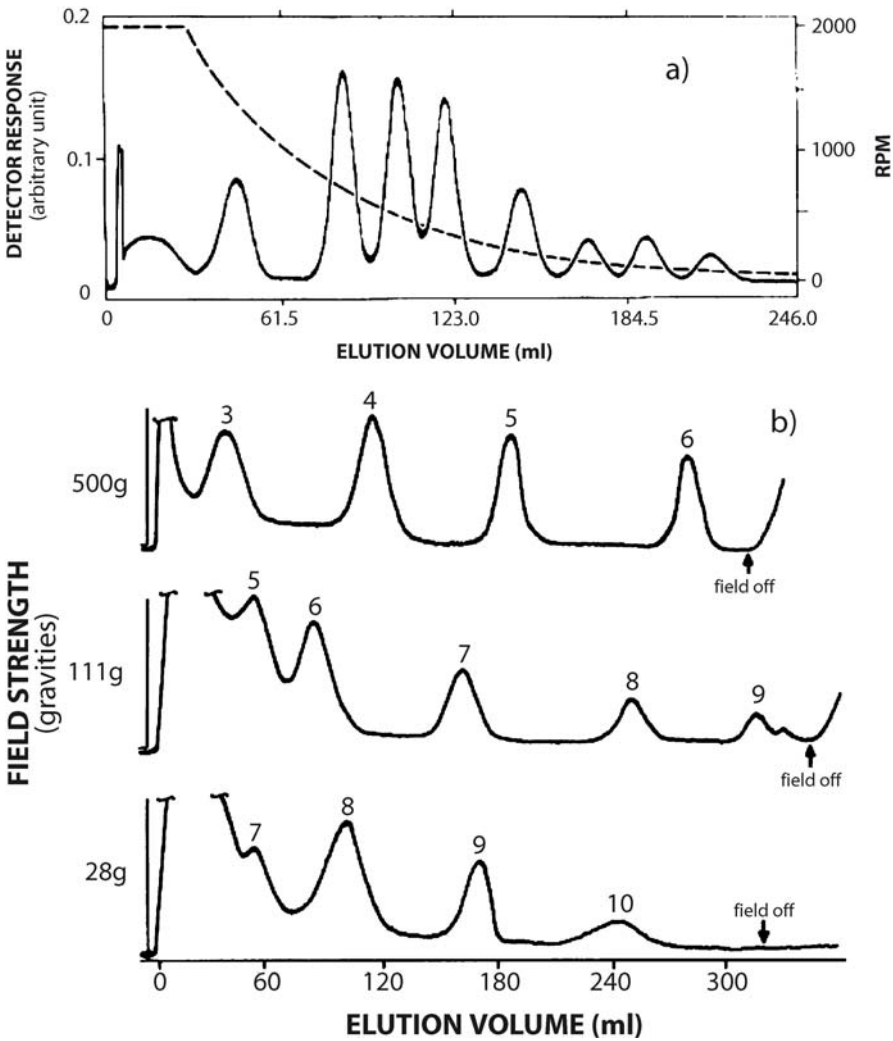 0.2
2000
a)
DETECTOR RESPONSE
(arbitrary unit)
0.1
1000
RPM
0
0
0
61.5
123.0
184.5
246.0
ELUTION VOLUME (ml)
3
4
5
6
b)
500g
field off
FIELD STRENGTH
(gravities)
5
6
7
8
9
111g
field off
7
8
9
10
28g
field off
0
60
120
180
240
300
ELUTION VOLUME (ml)